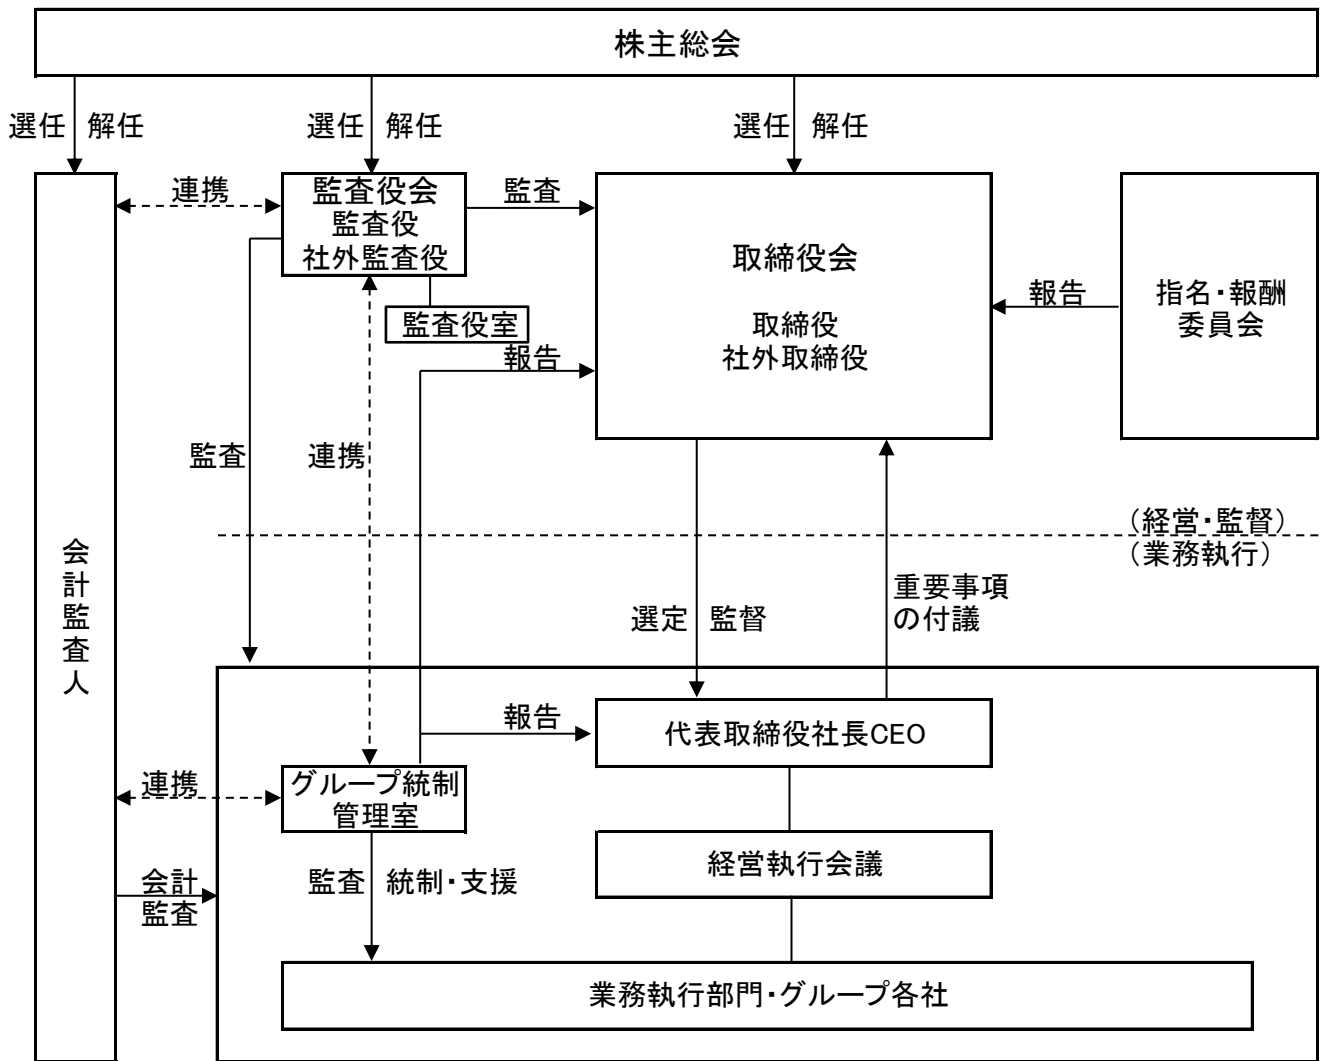 株主総会
選任 解任
選任 解任
選任 解任
連携
監査役会
監査役
社外監査役
監査
取締役会
取締役
社外取締役
報告
指名・報酬
委員会
監査役室
報告
監査
連携
(経営・監督)
(業務執行)
会計監査人
選定 監督
重要事項
の付議
報告
代表取締役社長CEO
連携
グループ統制
管理室
経営執行会議
会計
監査
監査 統制・支援
業務執行部門・グループ各社